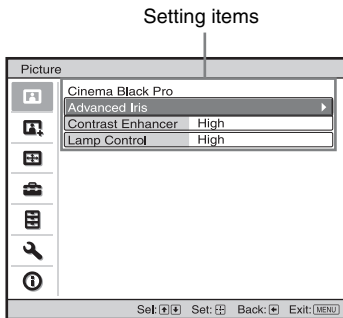 Setting items
Picture
Cinema Black Pro
Advanced Iris
Contrast Enhancer High
Lamp Control High
Sel: Set: Back: Exit: MENU